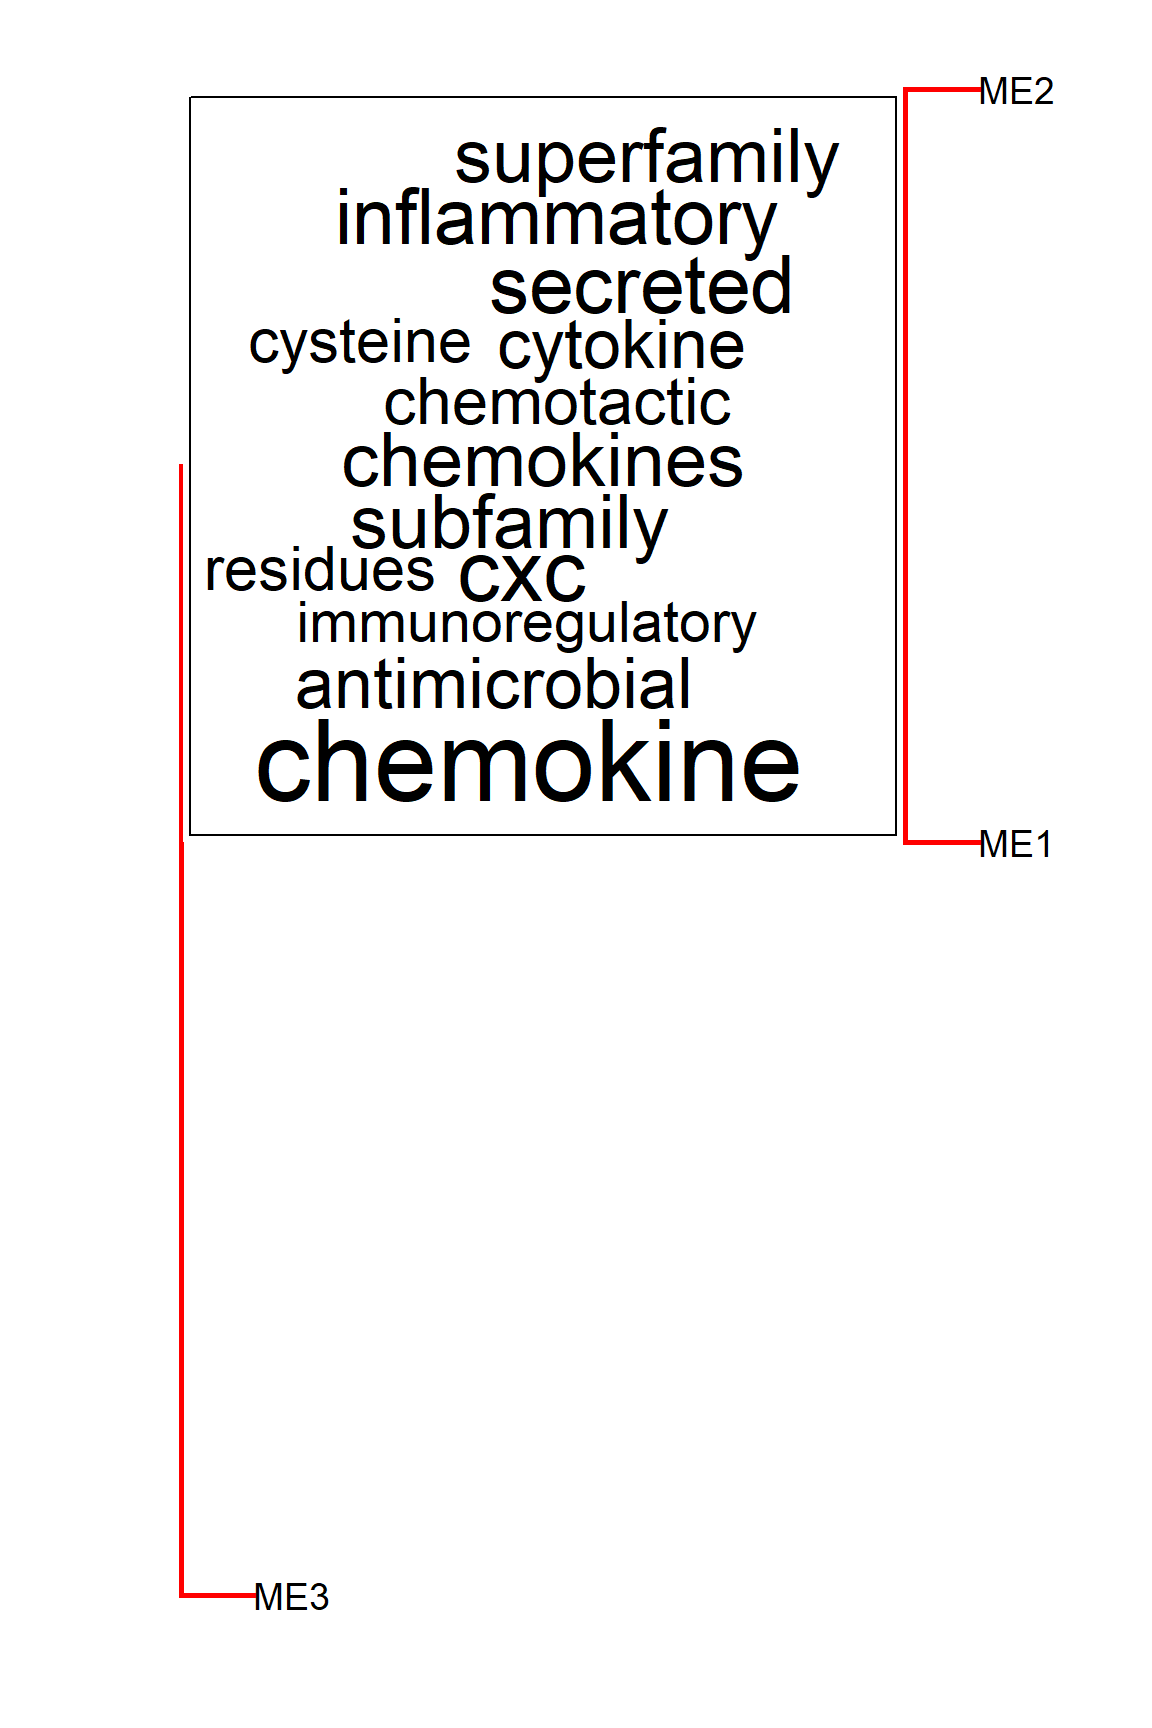 ME2
superfamily
inflammatory
secreted
cysteine cytokine
chemotactic
chemokines
subfamily
residues cxc
immunoregulatory
antimicrobial
chemokine
ME1
ME3